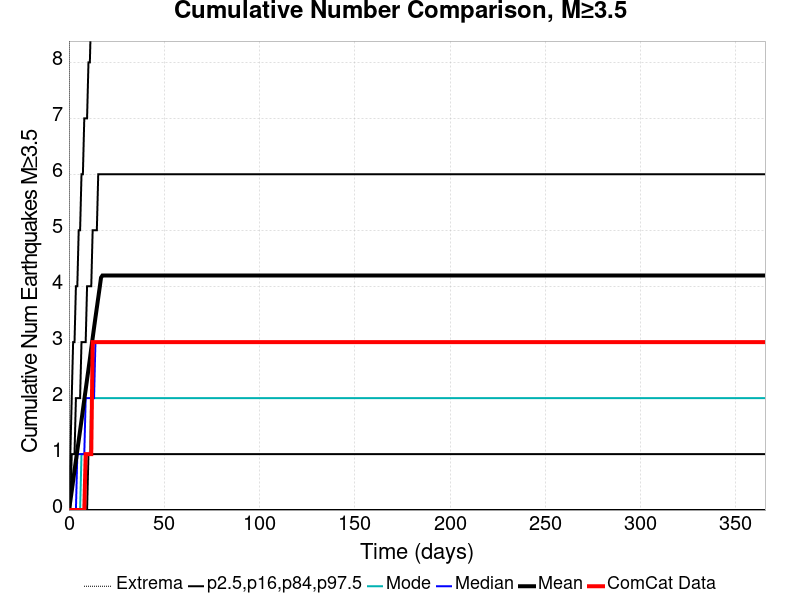 Cumulative Number Comparison, M≥3.5
Cumulative Num Earthquakes M≥3.5
8
7
6
5
4
3
2
1
0
0 50 100 150 200 250 300 350
Time (days)
Extrema p2.5,p16,p84,p97.5 Mode Median Mean ComCat Data